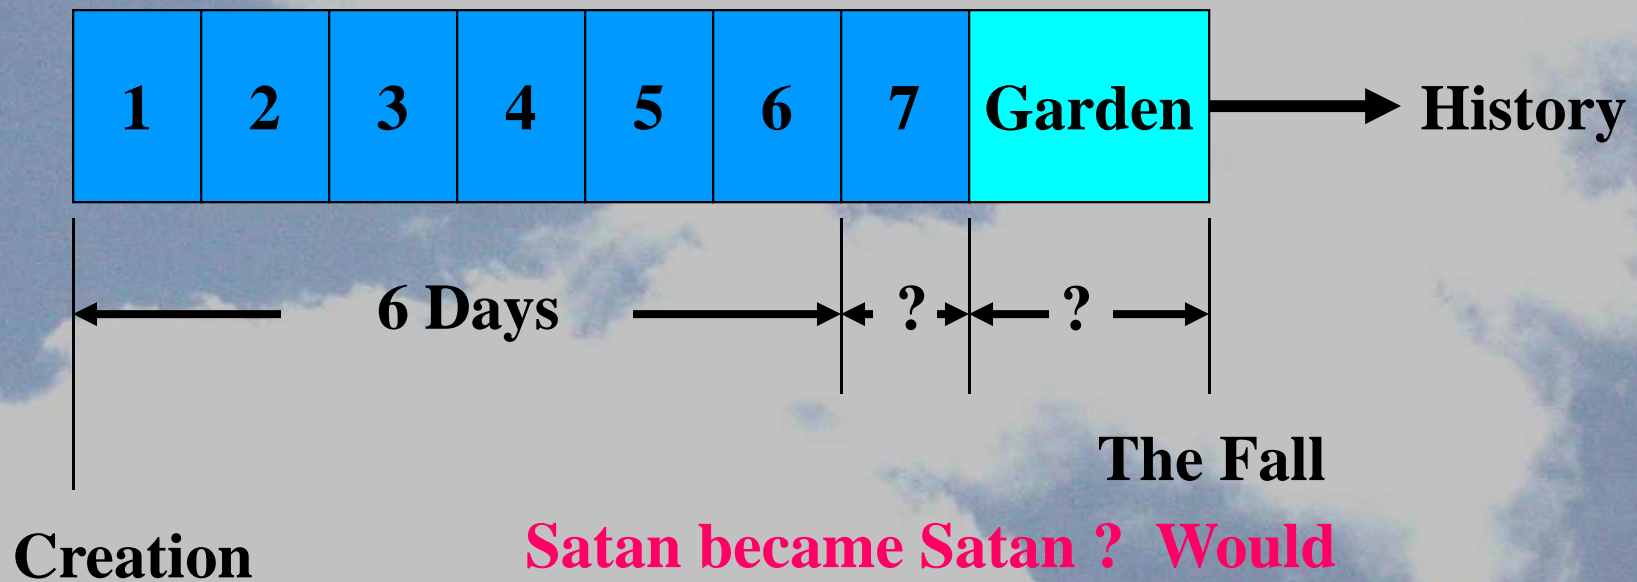 1 2 3 4 5 6 7 Garden History
6 Days ? ?
The Fall
Creation
Satan became Satan ? Would